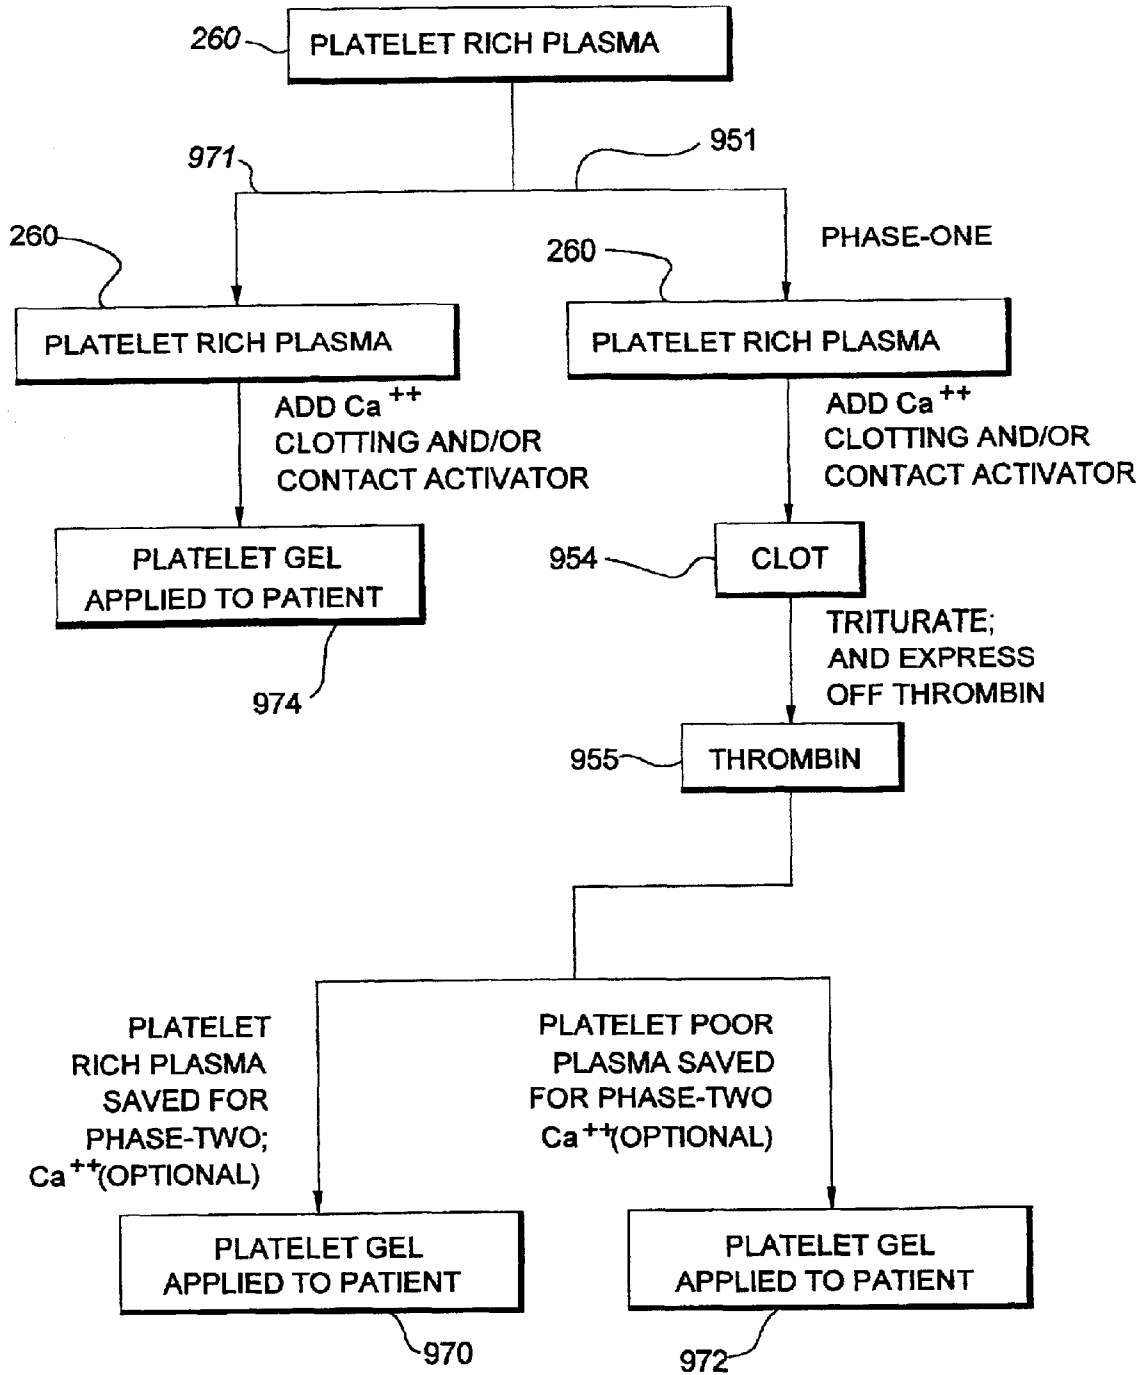 260
PLATELET RICH PLASMA
971
951
260
PHASE-ONE
260
PLATELET RICH PLASMA
PLATELET RICH PLASMA
ADD Ca++
CLOTTING AND/OR
CONTACT ACTIVATOR
ADD Ca++
CLOTTING AND/OR
CONTACT ACTIVATOR
PLATELET GEL
APPLIED TO PATIENT
974
954
CLOT
TRITURATE;
AND EXPRESS
OFF THROMBIN
955
THROMBIN
PLATELET
RICH PLASMA
SAVED FOR
PHASE-TWO;
Ca++(OPTIONAL)
PLATELET POOR
PLASMA SAVED
FOR PHASE-TWO
Ca++(OPTIONAL)
PLATELET GEL
APPLIED TO PATIENT
970
PLATELET GEL
APPLIED TO PATIENT
972